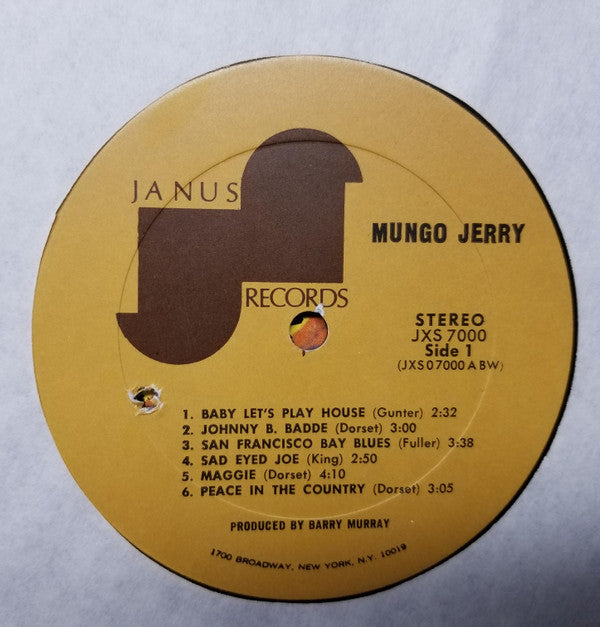 JANUS
RECORDS
MUNGO JERRY
STEREO
JXS 7000
Side 1
(JXS07000 A BW)
1. BABY LET'S PLAY HOUSE (Gunter) 2:32
2. JOHNNY B. BADDE (Dorset) 3:00
3. SAN FRANCISCO BAY BLUES (Fuller) 3:38
4. SAD EYED JOE (King) 2:50
5. MAGGIE (Dorset) 4:10
6. PEACE IN THE COUNTRY (Dorset) 3:05
PRODUCED BY BARRY MURRAY
1700 BROADWAY, NEW YORK, N.Y. 10019